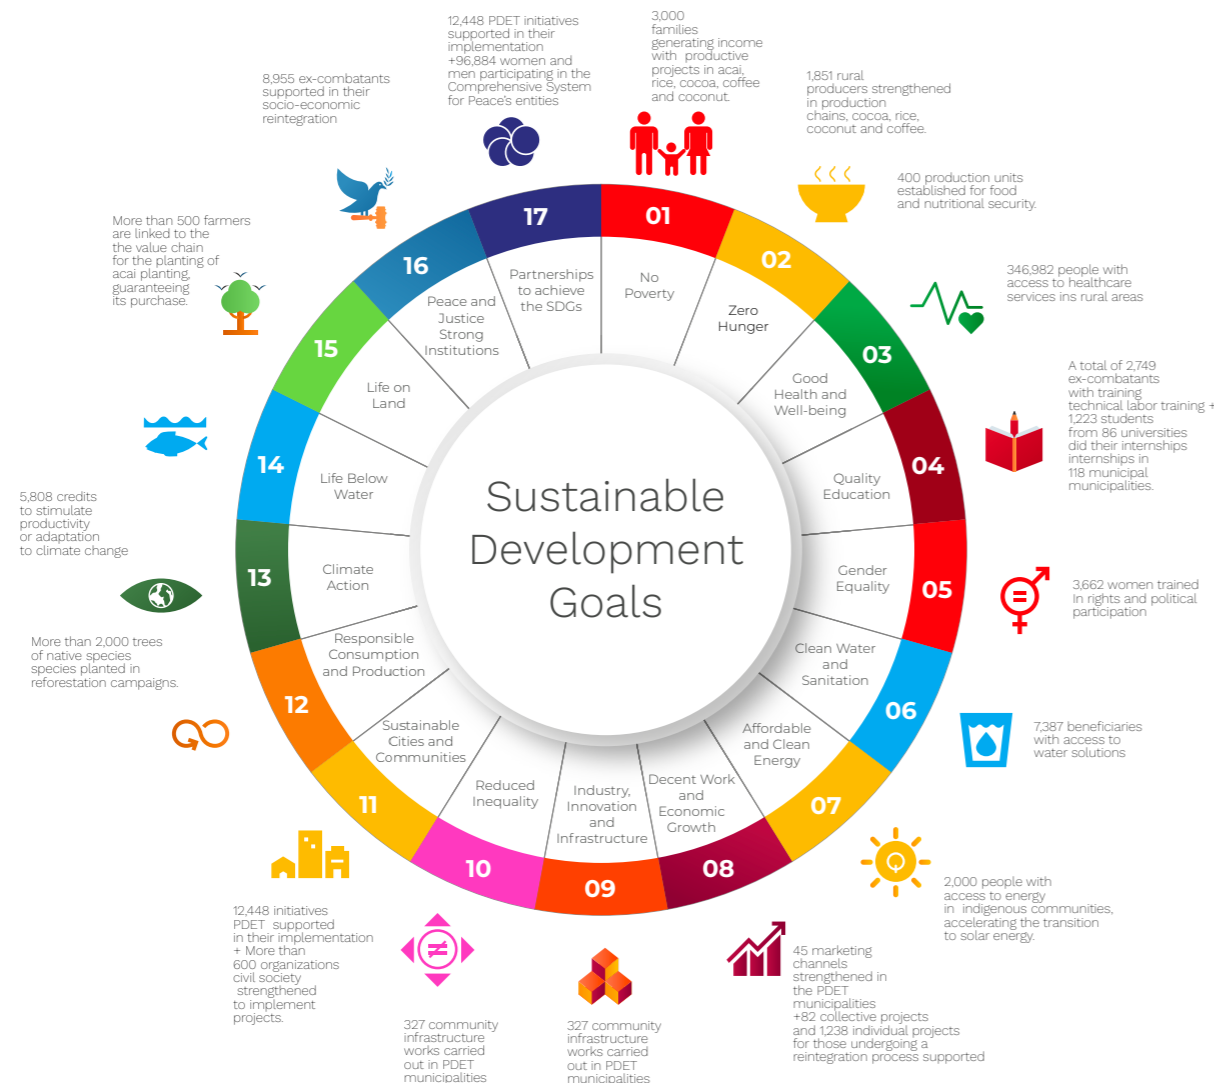 12,448 PDET initiatives
supported in their
implementation
+96,884 women and
men participating in the
Comprehensive System
for Peace's entities
3,000
families
generating income
with productive
projects in acai,
rice, cocoa, coffee
and coconut.
1,851 rural
producers strengthened
in production
chains, cocoa, rice,
coconut and coffee.
400 production units
established for food
and nutritional security.
346,982 people with
access to healthcare
services ins rural areas
A total of 2,749
ex-combatants
with training
technical labor training +
1,223 students
from 86 universities
did their internships
internships in
118 municipal
municipalities.
3,662 women trained
In rights and political
participation
7,387 beneficiaries
with access to
water solutions
2,000 people with
access to energy
in indigenous communities,
accelerating the transition
to solar energy.
45 marketing
channels
strengthened in
the PDET
municipalities
+82 collective projects
and 1,238 individual projects
for those undergoing a
reintegration process supported
327 community
infrastructure
works carried
out in PDET
municipalities
327 community
infrastructure
works carried
out in PDET
municipalities
12,448 initiatives
PDET supported
in their implementation
+ More than
600 organizations
civil society
strengthened
to implement
projects.
More than 2,000 trees
of native species
species planted in
reforestation campaigns.
5,808 credits
to stimulate
productivity
or adaptation
to climate change
More than 500 farmers
are linked to the
the value chain
for the planting of
acai planting,
guaranteeing
its purchase.
8,955 ex-combatants
supported in their
socio-economic
reintegration
01
No
Poverty
02
Zero
Hunger
03
Good
Health and
Well-being
04
Quality
Education
05
Gender
Equality
06
Clean Water
and
Sanitation
07
Affordable
and Clean
Energy
08
Decent Work
and
Economic
Growth
09
Industry,
Innovation
and
Infrastructure
10
Reduced
Inequality
11
Sustainable
Cities and
Communities
12
Responsible
Consumption
and Production
13
Climate
Action
14
Life Below
Water
15
Life on
Land
16
Peace and
Justice
Strong
Institutions
17
Partnerships
to achieve
the SDGs
Sustainable
Development
Goals